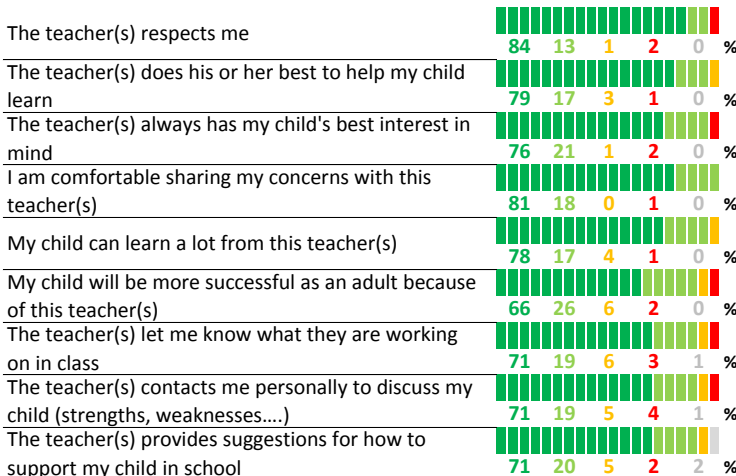 The teacher(s) respects me
84 13 1 2 0 %
The teacher(s) does his or her best to help my child
learn
79 17 3 1 0 %
The teacher(s) always has my child's best interest in
mind
76 21 1 2 0 %
I am comfortable sharing my concerns with this
teacher(s)
81 18 0 1 0 %
My child can learn a lot from this teacher(s)
78 17 4 1 0 %
My child will be more successful as an adult because
of this teacher(s)
66 26 6 2 0 %
The teacher(s) let me know what they are working
on in class
71 19 6 3 1 %
The teacher(s) contacts me personally to discuss my
child (strengths, weaknesses....)
71 19 5 4 1 %
The teacher(s) provides suggestions for how to
support my child in school
71 20 5 2 2 %